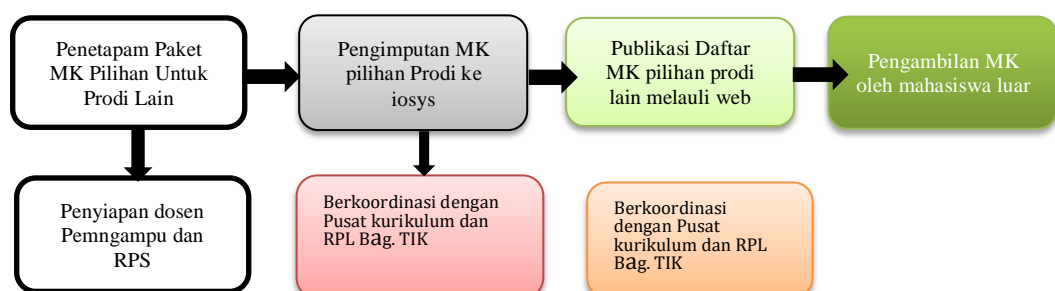 Penetapam Paket
MK Pilihan Untuk
Prodi Lain
Pengimputan MK
pilihan Prodi ke
iosys
Publikasi Daftar
MK pilihan prodi
lain melauli web
Pengambilan MK
oleh mahasiswa luar
Penyiapan dosen
Pemngampu dan
RPS
Berkoordinasi dengan
Pusat kurikulum dan
RPL Bag. TIK
Berkoordinasi
dengan Pusat
kurikulum dan RPL
Bag. TIK